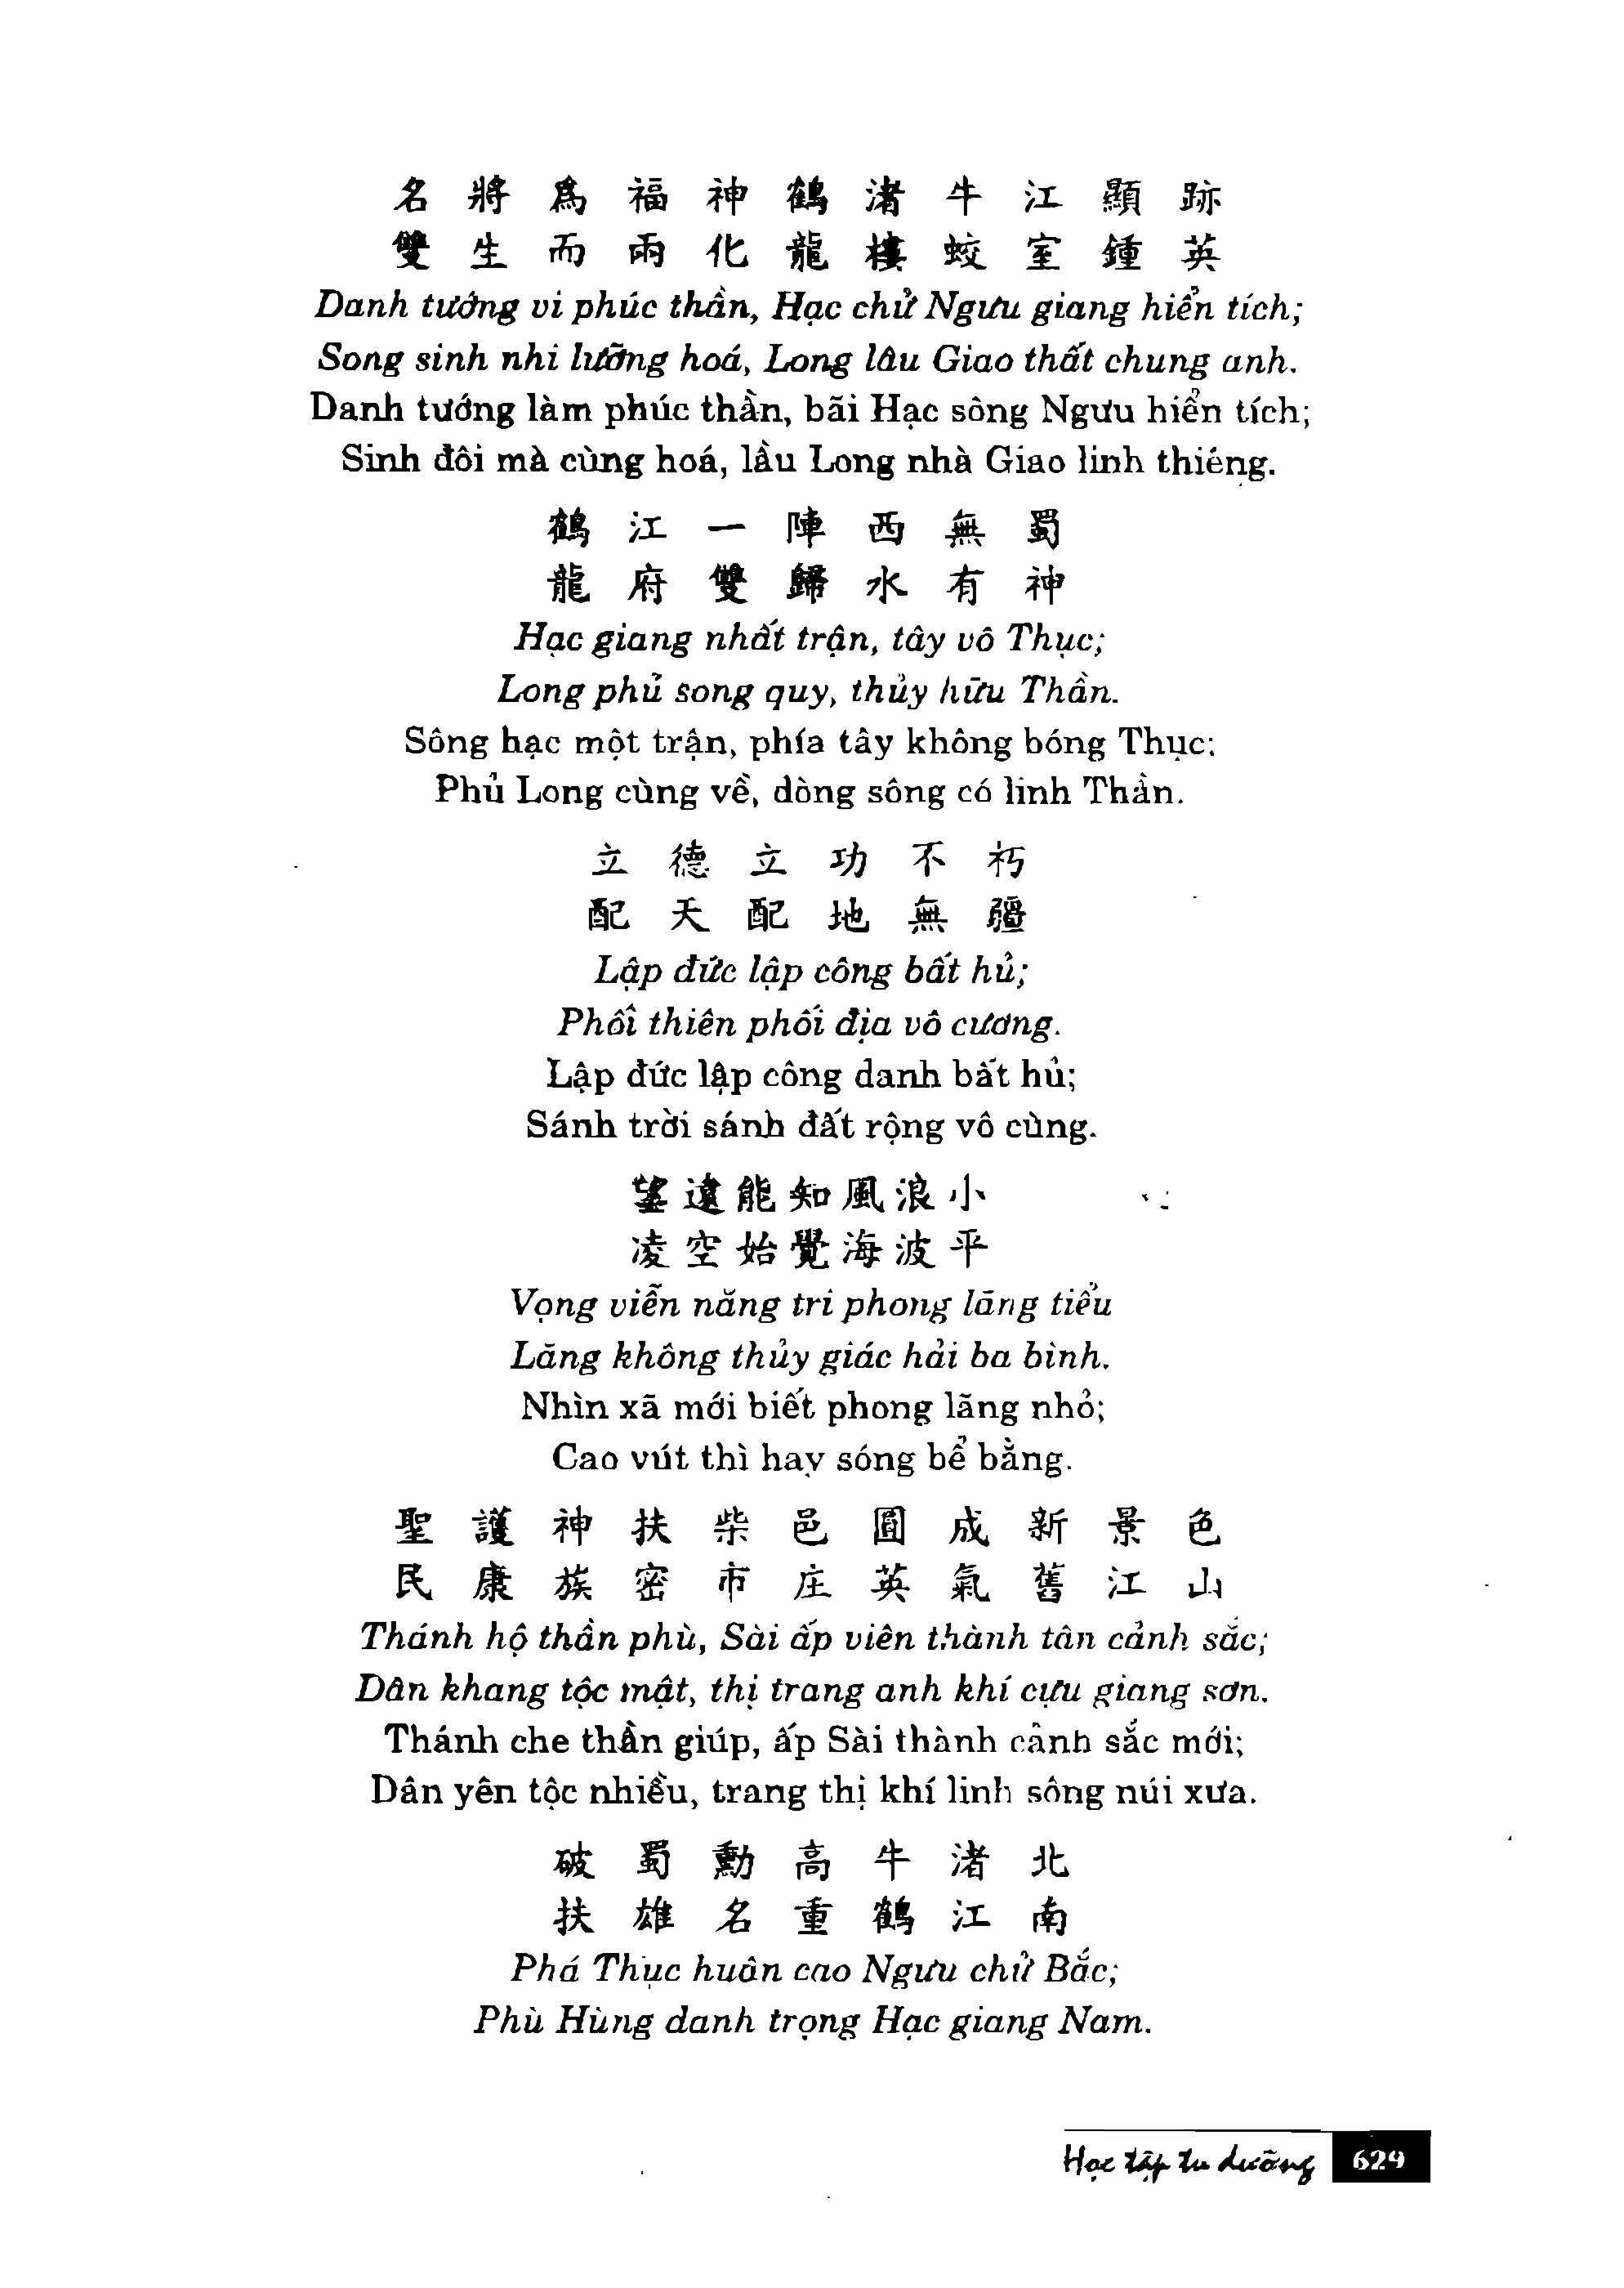 名將爲福神鶴渚牛江顯跡
雙生而兩化龍樓蛟室鍾英
Danh tướng vi phúc thần, Hạc chử Ngưu giang hiển tích;
Song sinh nhi lưỡng hoá, Long lâu Giao thất chung anh.
Danh tướng làm phúc thần, bãi Hạc sông Ngưu hiển tích;
Sinh đôi mà cùng hoá, lầu Long nhà Giao linh thiêng.
鶴江一陣西無蜀
龍府雙歸水有神
Hạc giang nhất trận, tây vô Thục;
Long phủ song quy, thủy hữu Thần.
Sông hạc một trận, phía tây không bóng Thục;
Phủ Long cùng về, dòng sông có linh Thần.
立德立功不朽
配天配地無疆
Lập đức lập công bất hủ;
Phối thiên phối địa vô cương.
Lập đức lập công danh bất hủ;
Sánh trời sánh đất rộng vô cùng.
望遠能知風浪小
凌空始覺海波平
Vọng viễn năng tri phong lãng tiểu
Lăng không thủy giác hải ba bình.
Nhìn xã mới biết phong lãng nhỏ;
Cao vút thì hay sóng bể bằng.
聖護神扶柴邑圓成新景色
民康族密市庄英氣舊江山
Thánh hộ thần phù, Sài ấp viên thành tân cảnh sắc;
Dân khang tộc mật, thị trang anh khí cựu giang sơn.
Thánh che thần giúp, ấp Sài thành cảnh sắc mới;
Dân yên tộc nhiều, trang thị khí linh sông núi xưa.
破蜀勳高牛渚北
扶雄名重鶴江南
Phá Thục huân cao Ngưu chử Bắc;
Phù Hùng danh trọng Hạc giang Nam.
Học tập tu dưỡng 629